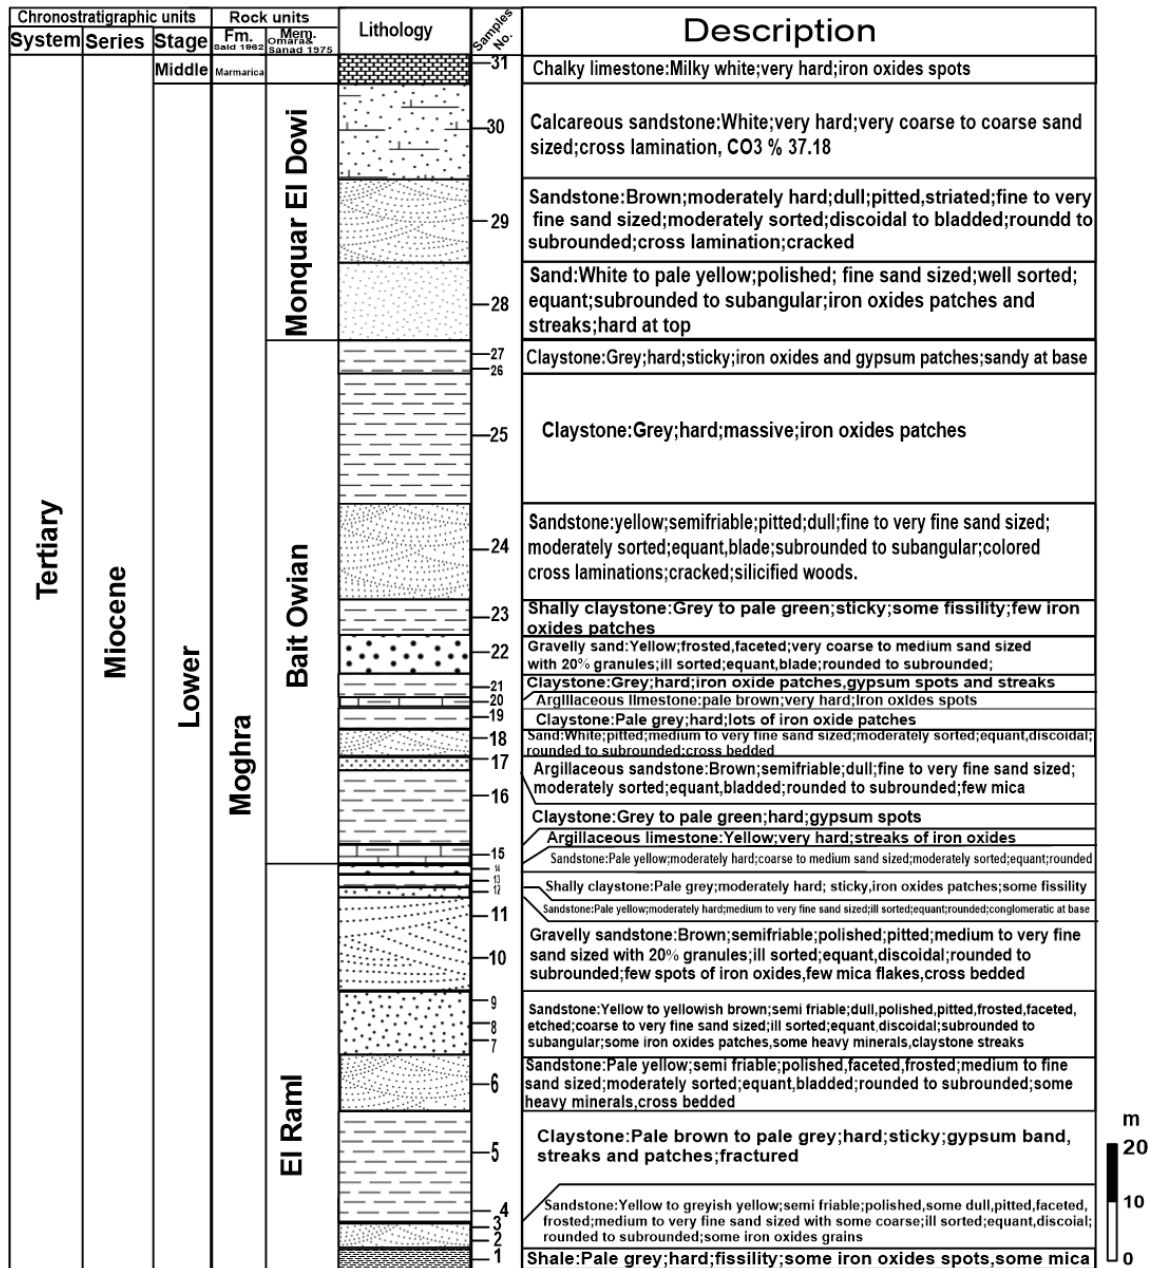 Chronostratigraphic units
Rock units
Lithology
Samples No.
Description
System
Series
Stage
Fm.
Said 1962
Mem.
Omara&
Sanad 1975
Tertiary
Miocene
Middle
Lower
Marmarica
Moghra
Monquar El Dowi
Bait Owian
El Raml
31
Chalky limestone:Milky white;very hard;iron oxides spots
30
Calcareous sandstone:White;very hard;very coarse to coarse sand
sized;cross lamination, CO3 % 37.18
29
Sandstone:Brown;moderately hard;dull;pitted,striated;fine to very
fine sand sized;moderately sorted;discoidal to bladded;roundd to
subrounded;cross lamination;cracked
28
Sand:White to pale yellow;polished; fine sand sized;well sorted;
equant;subrounded to subangular;iron oxides patches and
streaks;hard at top
27
26
Claystone:Grey;hard;sticky;iron oxides and gypsum patches;sandy at base
25
Claystone:Grey;hard;massive;iron oxides patches
24
Sandstone:yellow;semifriable;pitted;dull;fine to very fine sand sized;
moderately sorted;equant,blade;subrounded to subangular;colored
cross laminations;cracked;silicified woods.
23
Shally claystone:Grey to pale green;sticky;some fissility;few iron
oxides patches
22
Gravelly sand:Yellow;frosted,faceted;very coarse to medium sand sized
with 20% granules;ill sorted;equant,blade;rounded to subrounded;
21
Claystone:Grey;hard;iron oxide patches,gypsum spots and streaks
20
Argillaceous limestone:pale brown;very hard;iron oxides spots
19
Claystone:Pale grey;hard;lots of iron oxide patches
18
Sand:White;pitted;medium to very fine sand sized;moderately sorted;equant,discoidal;
rounded to subrounded;cross bedded
17
Argillaceous sandstone:Brown;semifriable;dull;fine to very fine sand sized;
moderately sorted;equant,bladded;rounded to subrounded;few mica
16
Claystone:Grey to pale green;hard;gypsum spots
15
Argillaceous limestone:Yellow;very hard;streaks of iron oxides
14
Sandstone:Pale yellow;moderately hard;coarse to medium sand sized;moderately sorted;equant;rounded
13
Shally claystone:Pale grey;moderately hard; sticky,iron oxides patches;some fissility
12
Sandstone:Pale yellow;moderately hard;medium to very fine sand sized;ill sorted;equant;rounded;conglomeratic at base
11
10
Gravelly sandstone:Brown;semifriable;polished;pitted;medium to very fine
sand sized with 20% granules;ill sorted;equant,discoidal;rounded to
subrounded;few spots of iron oxides,few mica flakes,cross bedded
9
8
7
Sandstone:Yellow to yellowish brown;semi friable;dull,polished,pitted,frosted,faceted,
etched;coarse to very fine sand sized;ill sorted;equant,discoidal;subrounded to
subangular;some iron oxides patches,some heavy minerals,claystone streaks
6
Sandstone:Pale yellow;semi friable;polished,faceted,frosted;medium to fine
sand sized;moderately sorted;equant,bladded;rounded to subrounded;some
heavy minerals,cross bedded
5
4
Claystone:Pale brown to pale grey;hard;sticky;gypsum band,
streaks and patches;fractured
3
2
Sandstone:Yellow to greyish yellow;semi friable;polished,some dull,pitted,faceted,
frosted;medium to very fine sand sized with some coarse;ill sorted;equant,discoial;
rounded to subrounded;some iron oxides grains
1
Shale:Pale grey;hard;fissility;some iron oxides spots,some mica
m
20
10
0